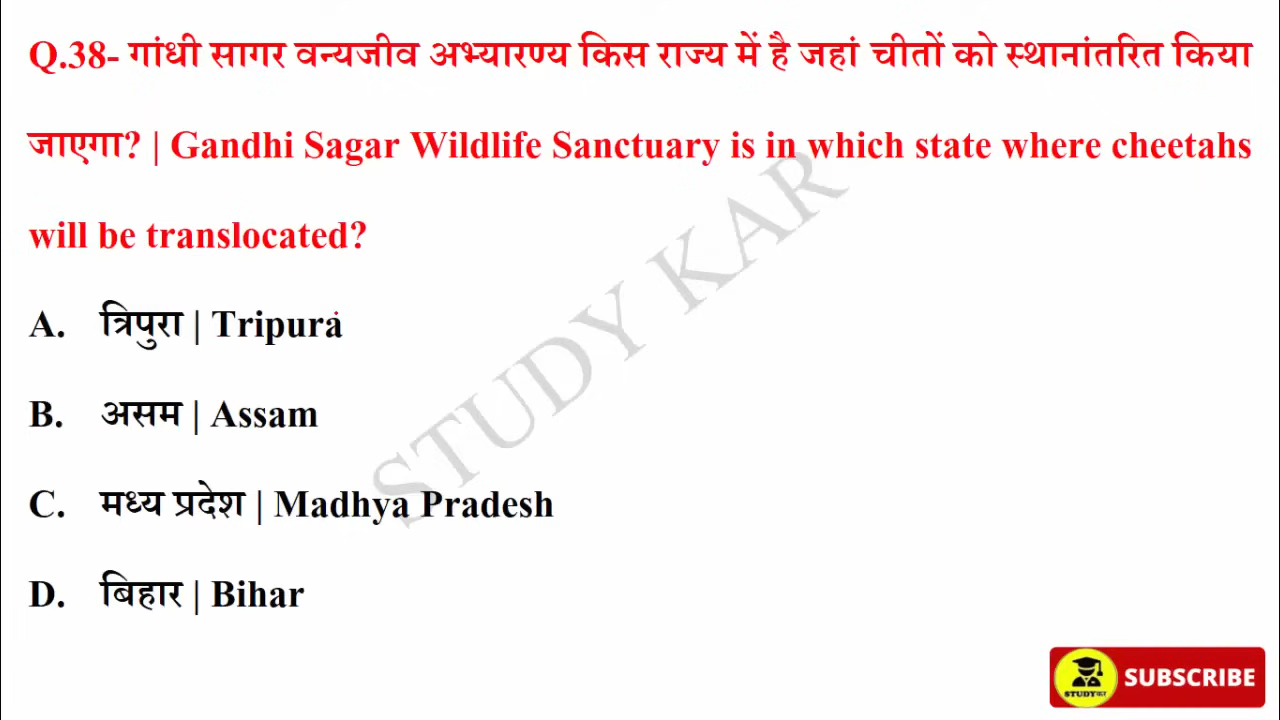 Q.38- गांधी सागर वन्यजीव अभ्यारण्य किस राज्य में है जहां चीतों को स्थानांतरित किया
जाएगा? | Gandhi Sagar Wildlife Sanctuary is in which state where cheetahs
will be translocated?
A. त्रिपुरा | Tripura
B. असम | Assam
C. मध्य प्रदेश | Madhya Pradesh
D. बिहार | Bihar
STUDY KAR
STUDYकर
SUBSCRIBE